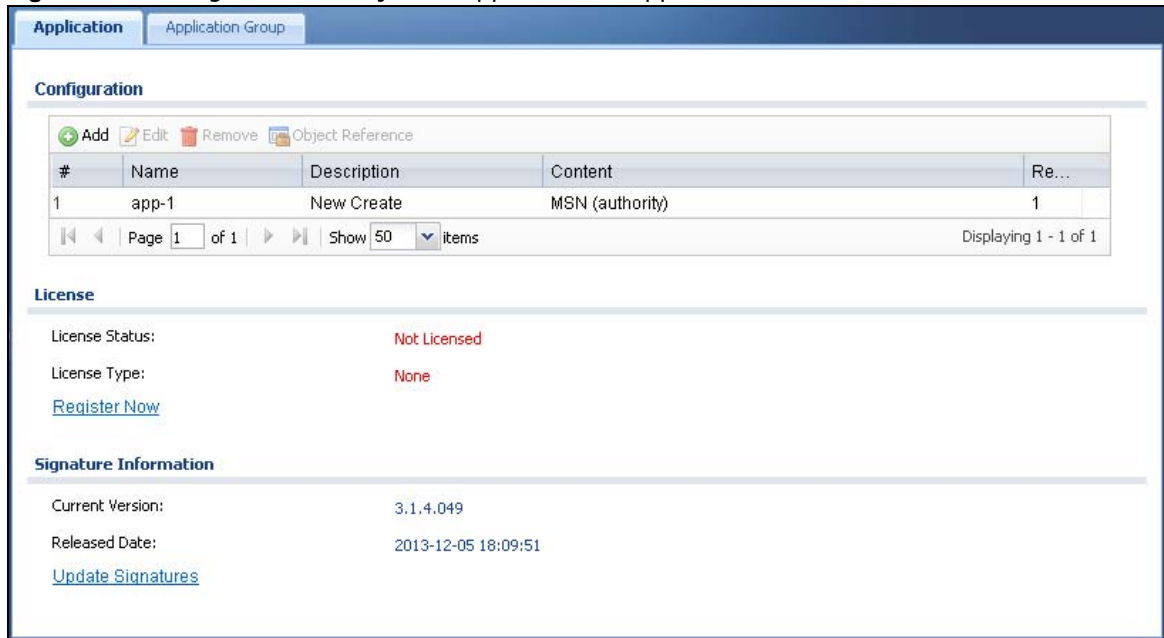 Application Application Group
Configuration
Add Edit Remove Object Reference
# Name Description Content Re...
1 app-1 New Create MSN (authority) 1
Page 1 of 1 Show 50 items Displaying 1 - 1 of 1
License
License Status: Not Licensed
License Type: None
Register Now
Signature Information
Current Version: 3.1.4.049
Released Date: 2013-12-05 18:09:51
Update Signatures